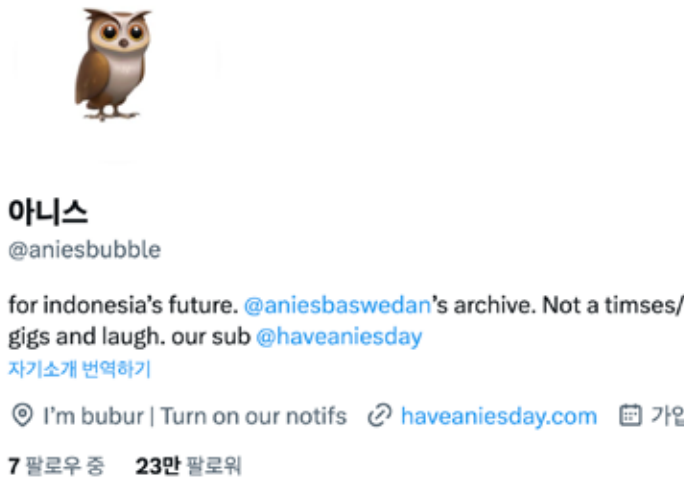 아니스
@aniesbubble
for indonesia's future. @aniesbaswedan's archive. Not a timses/
gigs and laugh. our sub @haveaniesday
자기소개 번역하기
I'm bubur | Turn on our notifs haveaniesday.com 가입
7 팔로우 중 23만 팔로워